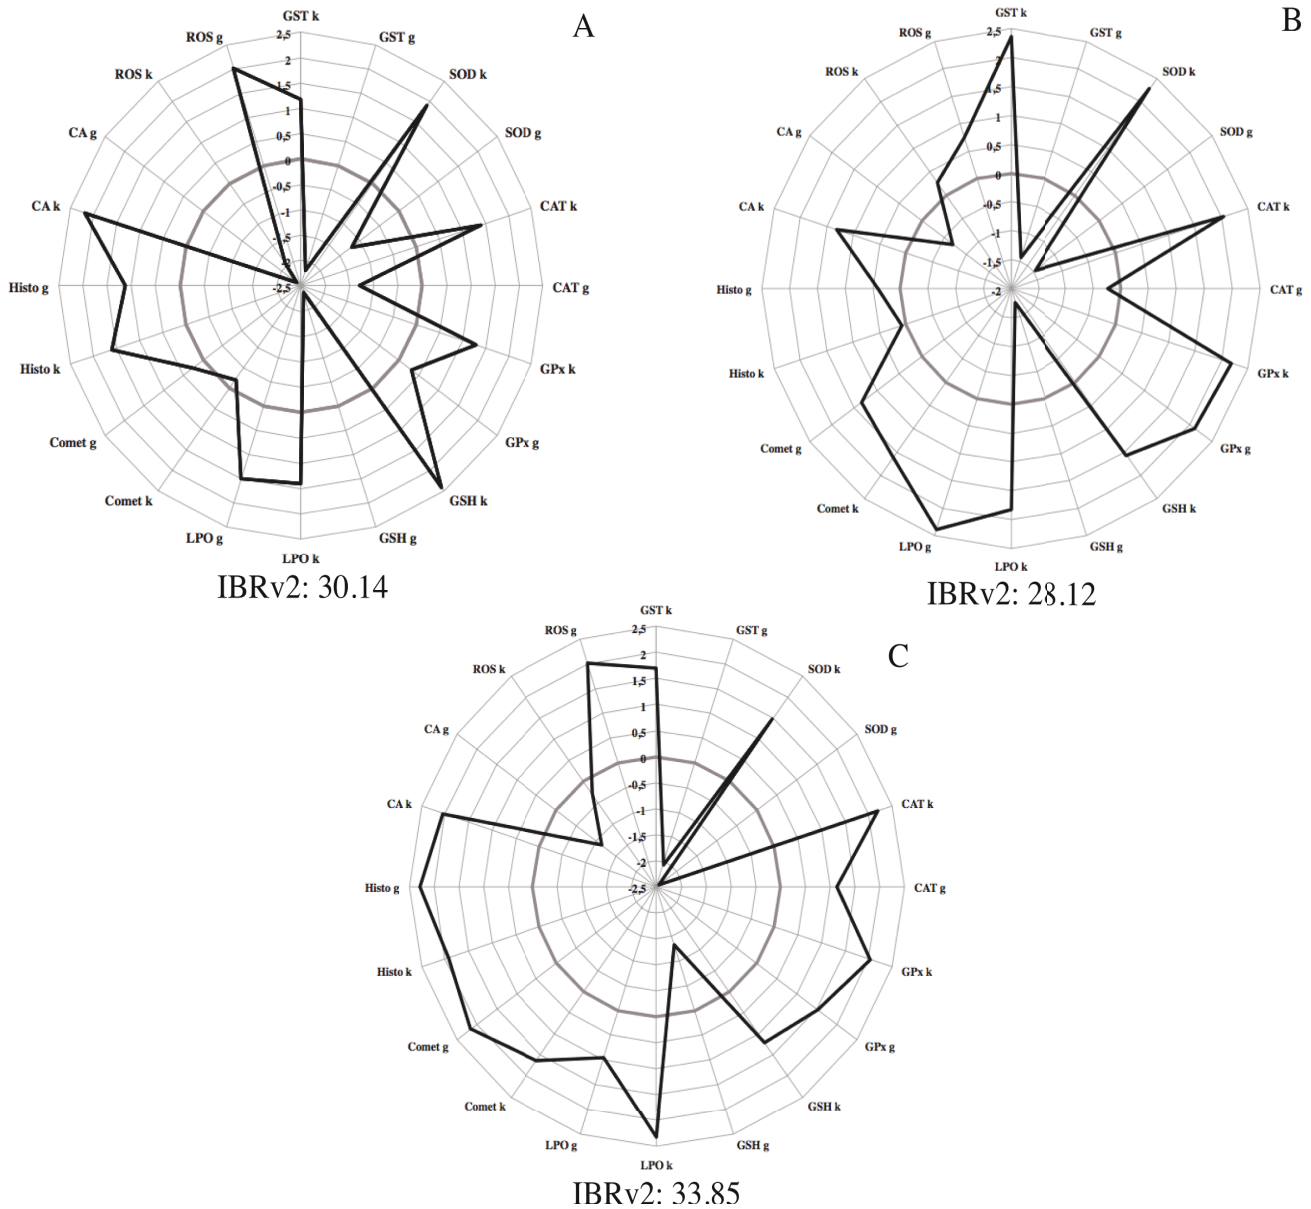 A
GST k
GST g
SOD k
SOD g
CAT k
CAT g
GPx k
GPx g
GSH k
GSH g
LPO k
LPO g
Comet k
Comet g
Histo k
Histo g
CA k
CA g
ROS k
ROS g
2,5
2
1,5
1
0,5
0
-0,5
-1
-1,5
-2
-2,5
IBRv2: 30.14
B
GST k
GST g
SOD k
SOD g
CAT k
CAT g
GPx k
GPx g
GSH k
GSH g
LPO k
LPO g
Comet k
Comet g
Histo k
Histo g
CA k
CA g
ROS k
ROS g
2,5
2
1,5
1
0,5
0
-0,5
-1
-1,5
-2
IBRv2: 28.12
C
GST k
GST g
SOD k
SOD g
CAT k
CAT g
GPx k
GPx g
GSH k
GSH g
LPO k
LPO g
Comet k
Comet g
Histo k
Histo g
CA k
CA g
ROS k
ROS g
2,5
2
1,5
1
0,5
0
-0,5
-1
-1,5
-2
-2,5
IBRv2: 33.85